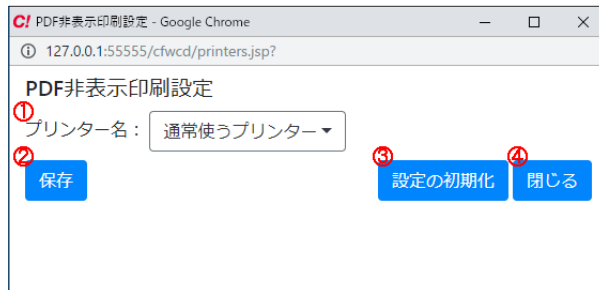 C! PDF非表示印刷設定 - Google Chrome
127.0.0.1:55555/cfwcd/printers.jsp?
PDF非表示印刷設定
①
プリンター名： 通常使うプリンター
② ③ ④
保存 設定の初期化 閉じる